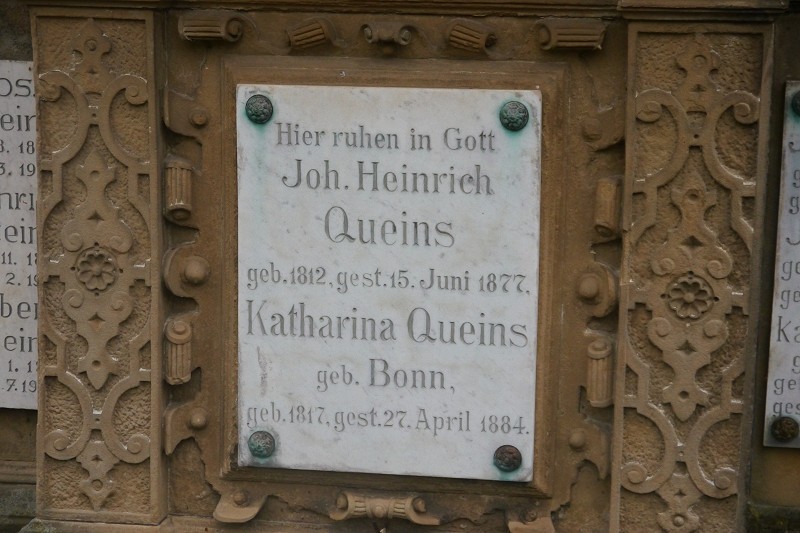 Hier ruhen in Gott
Joh. Heinrich
Queins
geb. 1812, gest. 15. Juni 1877,
Katharina Queins
geb. Bonn,
geb. 1817, gest. 27. April 1884.